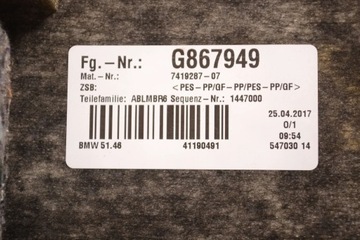 Fg.-Nr.: G867949
Mat.-Nr.: 7419287-07
ZSB: <PES-PP/GF-PP/PES-PP/GF>
Teilefamilie: ABLMBR6 Sequenz-Nr.: 1447000
25.04.2017
0/1
09:54
BMW 51.46 41190491 547030 14